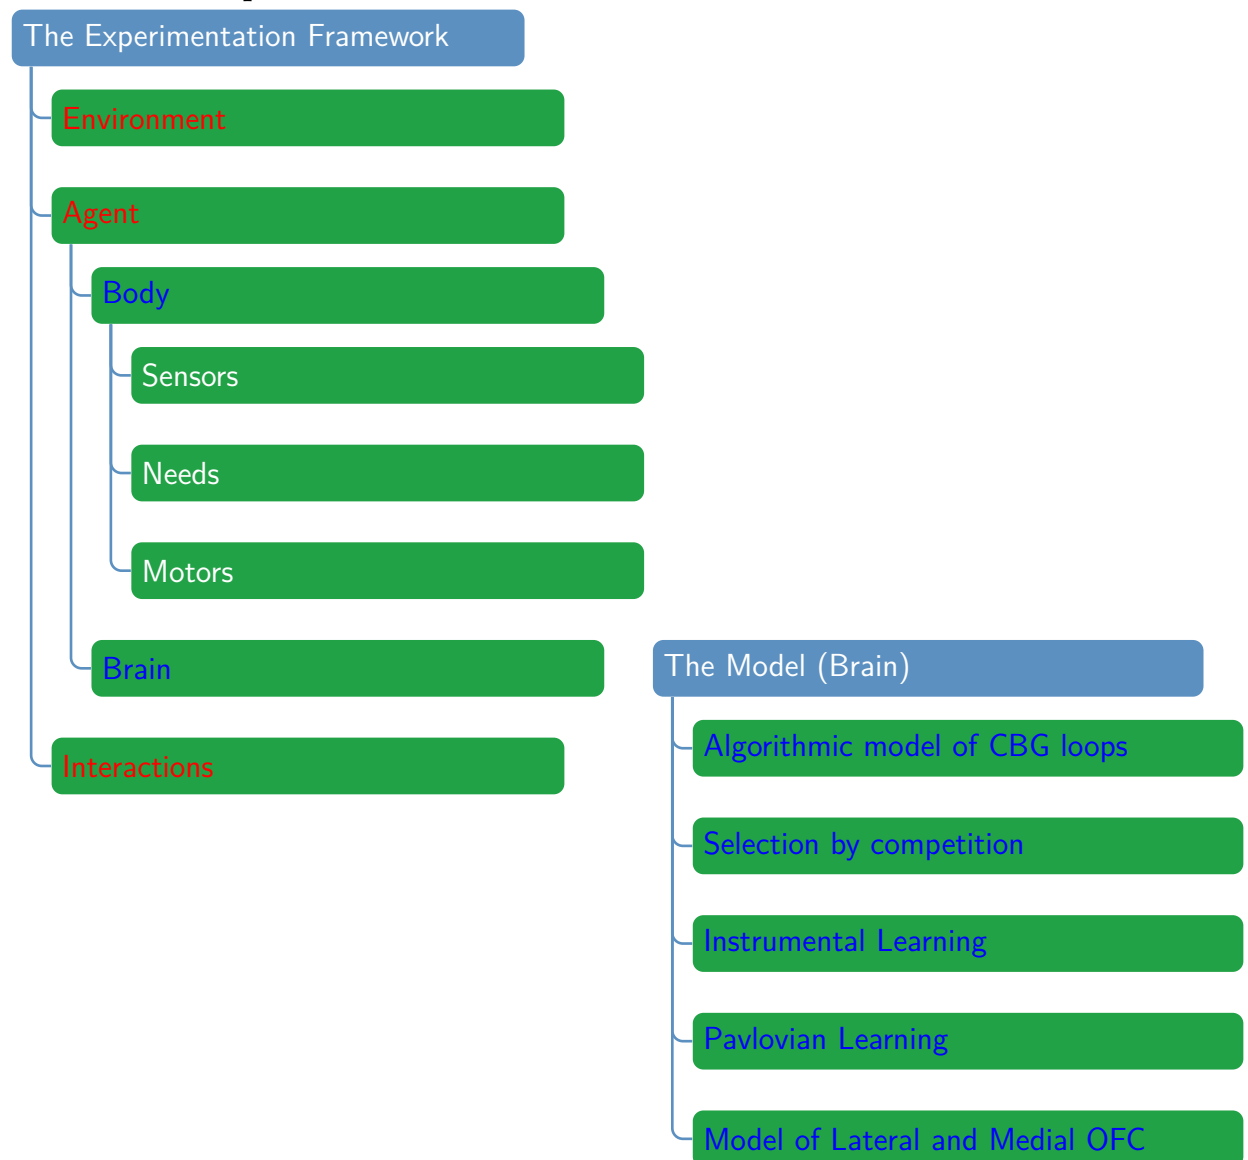 The Experimentation Framework
Environment
Agent
Body
Sensors
Needs
Motors
Brain
Interactions
The Model (Brain)
Algorithmic model of CBG loops
Selection by competition
Instrumental Learning
Pavlovian Learning
Model of Lateral and Medial OFC